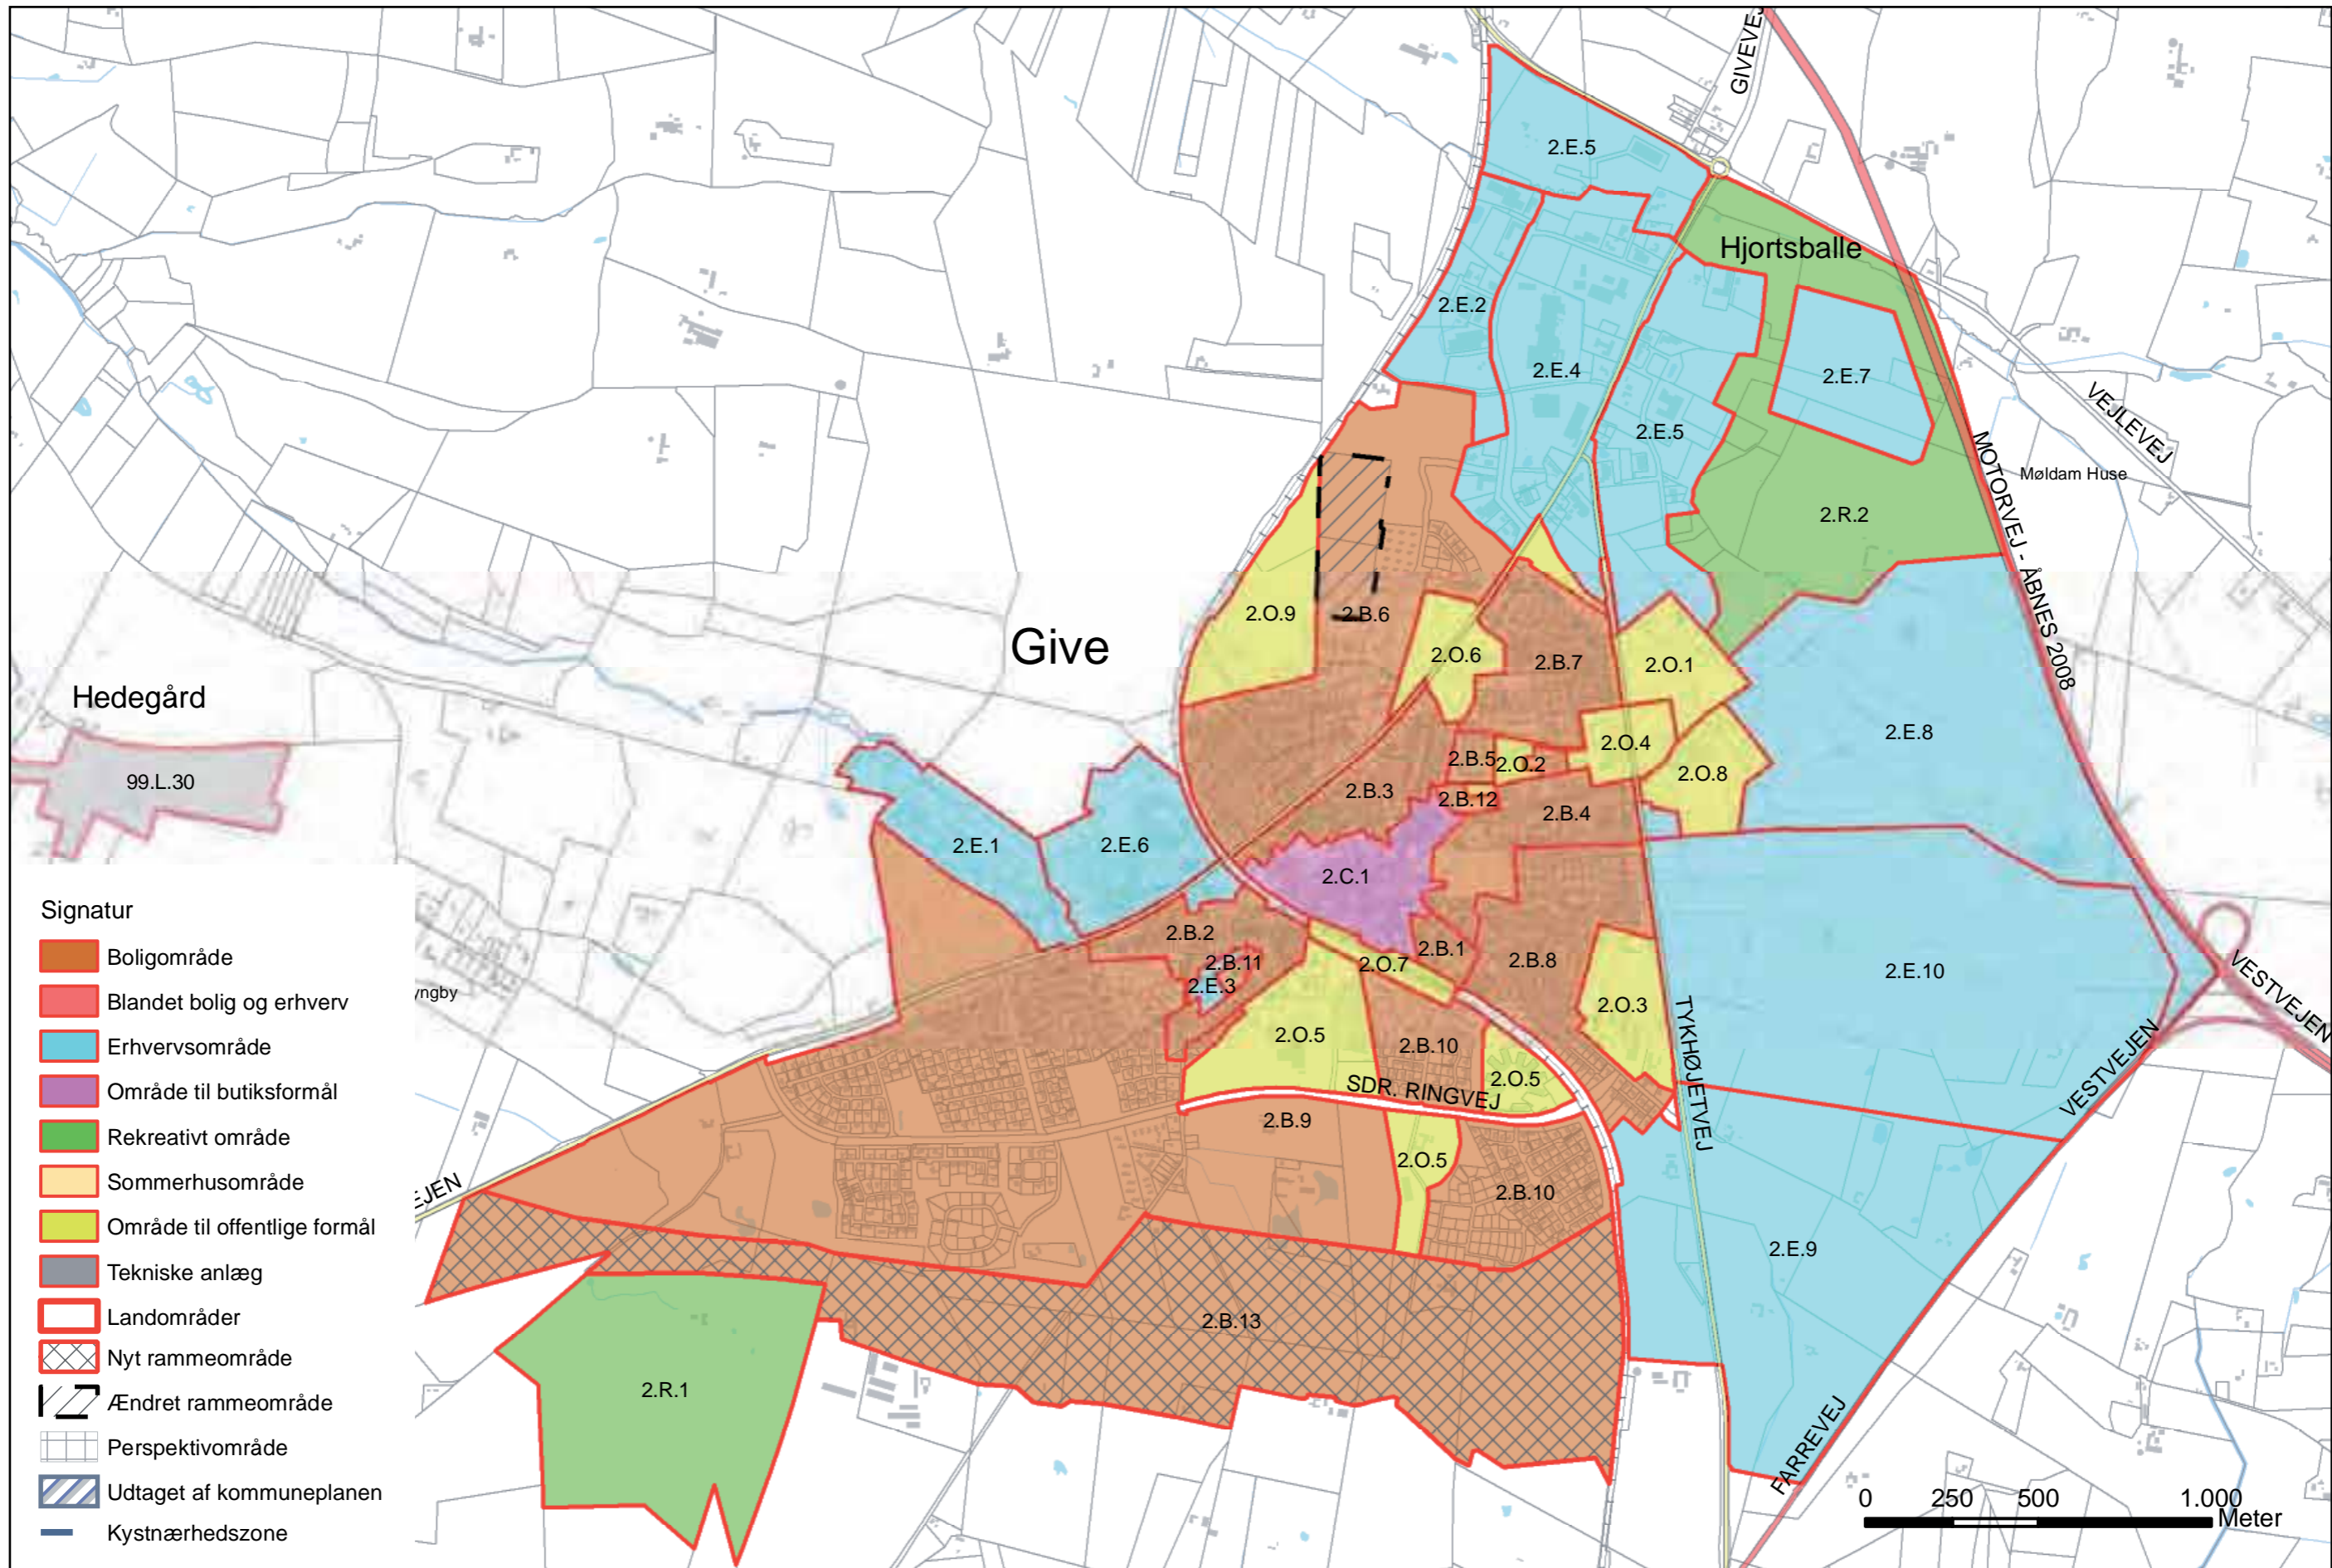 GIVEVEJ
2.E.5
Hjortsballe
2.E.2
2.E.4
2.E.7
VEJLEVEJ
2.E.5
MOTORVEJ - ÅBNES 2008
Møldam Huse
2.R.2
2.O.9
2.B.6
Give
2.O.6
2.B.7
2.O.1
Hedegård
2.E.8
2.O.4
2.B.5
2.O.2
2.O.8
99.L.30
2.B.3
2.B.12
2.B.4
2.E.1
2.E.6
2.C.1
2.B.2
2.B.1
2.B.11
2.O.7
2.B.8
2.E.10
2.E.3
VESTVEJEN
yngby
2.O.3
2.O.5
2.B.10
TYKHØJETVEJ
VESTVEJEN
2.O.5
SDR. RINGVEJ
2.B.9
2.O.5
2.B.10
EJEN
2.E.9
2.B.13
2.R.1
FARREVEJ
Signatur
Boligområde
Blandet bolig og erhverv
Erhvervsområde
Område til butiksformål
Rekreativt område
Sommerhusområde
Område til offentlige formål
Tekniske anlæg
Landområder
Nyt rammeområde
Ændret rammeområde
Perspektivområde
Udtaget af kommuneplanen
Kystnærhedszone
0 250 500 1.000
Meter